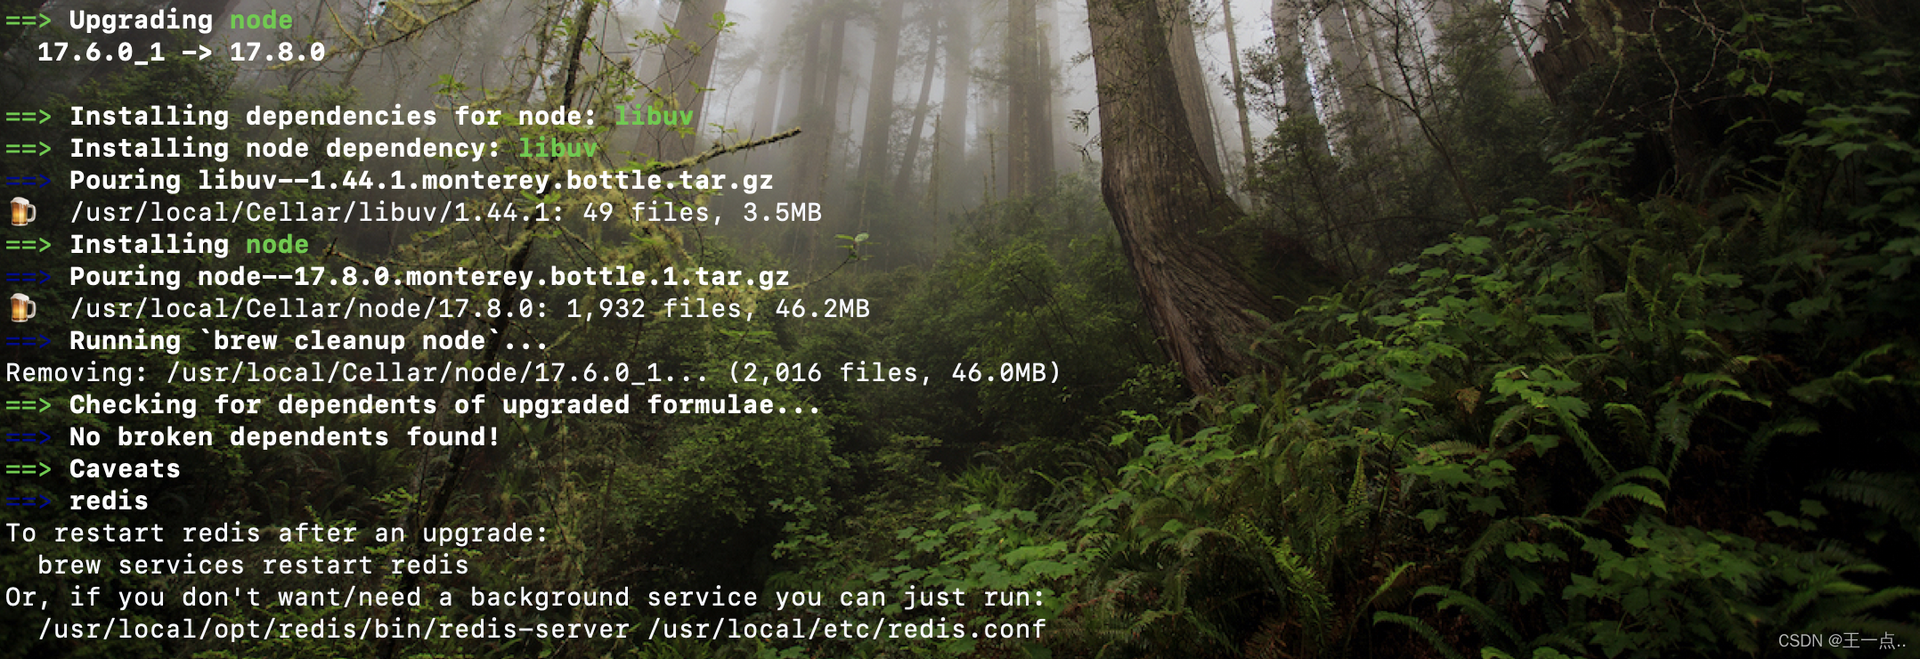 ==> Upgrading node
17.6.0_1 -> 17.8.0
==> Installing dependencies for node: libuv
==> Installing node dependency: libuv
==> Pouring libuv--1.44.1.monterey.bottle.tar.gz
🍺 /usr/local/Cellar/libuv/1.44.1: 49 files, 3.5MB
==> Installing node
==> Pouring node--17.8.0.monterey.bottle.1.tar.gz
🍺 /usr/local/Cellar/node/17.8.0: 1,932 files, 46.2MB
==> Running `brew cleanup node`...
Removing: /usr/local/Cellar/node/17.6.0_1... (2,016 files, 46.0MB)
==> Checking for dependents of upgraded formulae...
==> No broken dependents found!
==> Caveats
==> redis
To restart redis after an upgrade:
brew services restart redis
Or, if you don't want/need a background service you can just run:
/usr/local/opt/redis/bin/redis-server /usr/local/etc/redis.conf
CSDN @王一点..